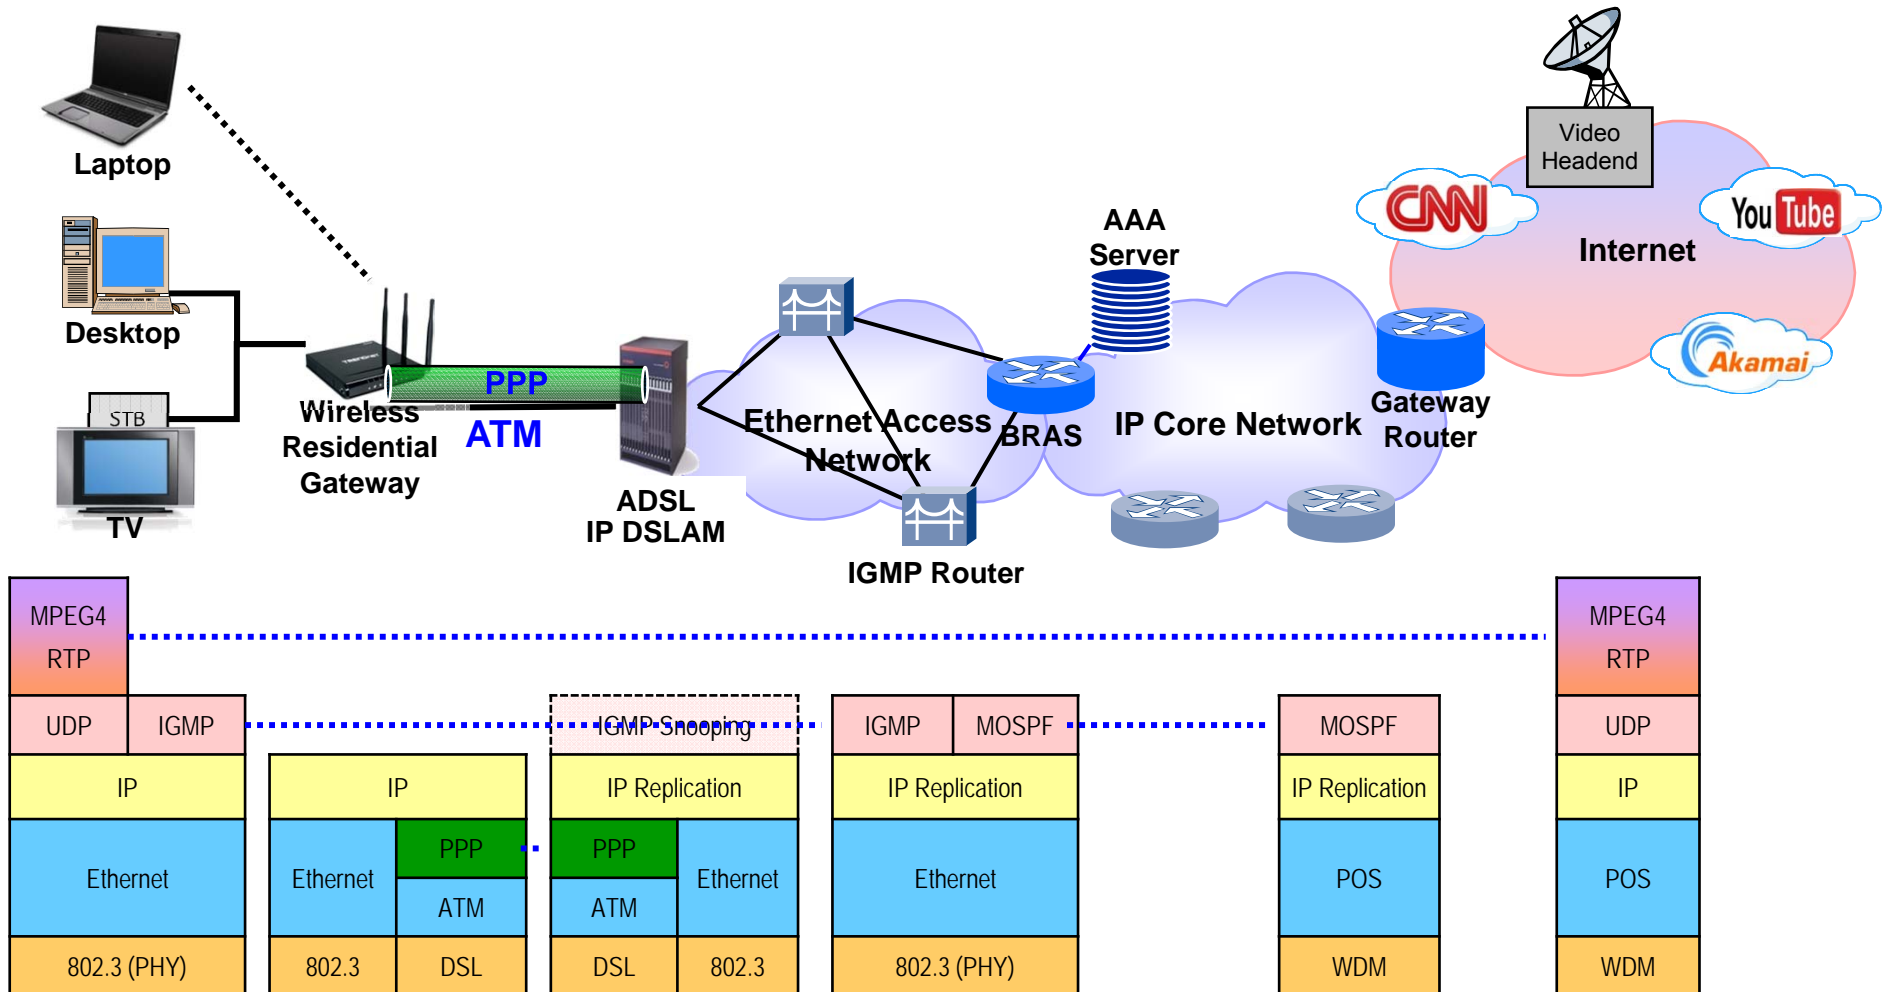 Video
Headend
CNN
You Tube
Internet
Akamai
Laptop
AAA
Server
Desktop
PPP
STB
Wireless
Residential
Gateway
ATM
Ethernet Access
Network
BRAS
IP Core Network
Gateway
Router
TV
ADSL
IP DSLAM
IGMP Router
MPEG4
RTP
UDP
IGMP
IP
Ethernet
802.3 (PHY)
IP
Ethernet
PPP
ATM
802.3
DSL
IGMP Snooping
IP Replication
PPP
ATM
Ethernet
DSL
802.3
IGMP
MOSPF
IP Replication
Ethernet
802.3 (PHY)
MOSPF
IP Replication
POS
WDM
MPEG4
RTP
UDP
IP
POS
WDM